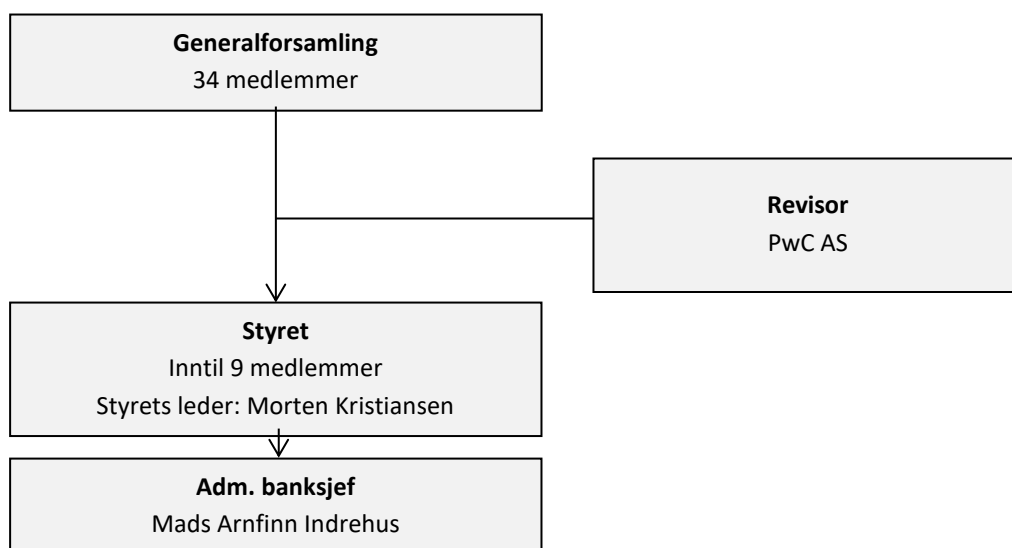 Generalforsamling
34 medlemmer
Revisor
PwC AS
Styret
Inntil 9 medlemmer
Styrets leder: Morten Kristiansen
Adm. banksjef
Mads Arnfinn Indrehus